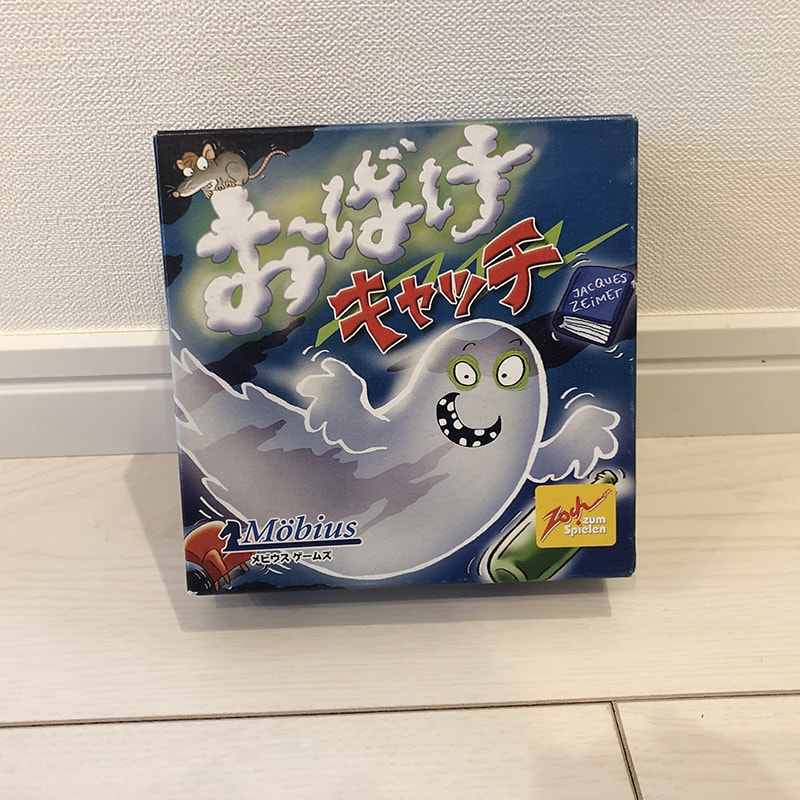 おばけ
キャッチ
JACQUES
ZEiMET
Möbius
メビウス ゲームズ
Zoch
zum
Spielen